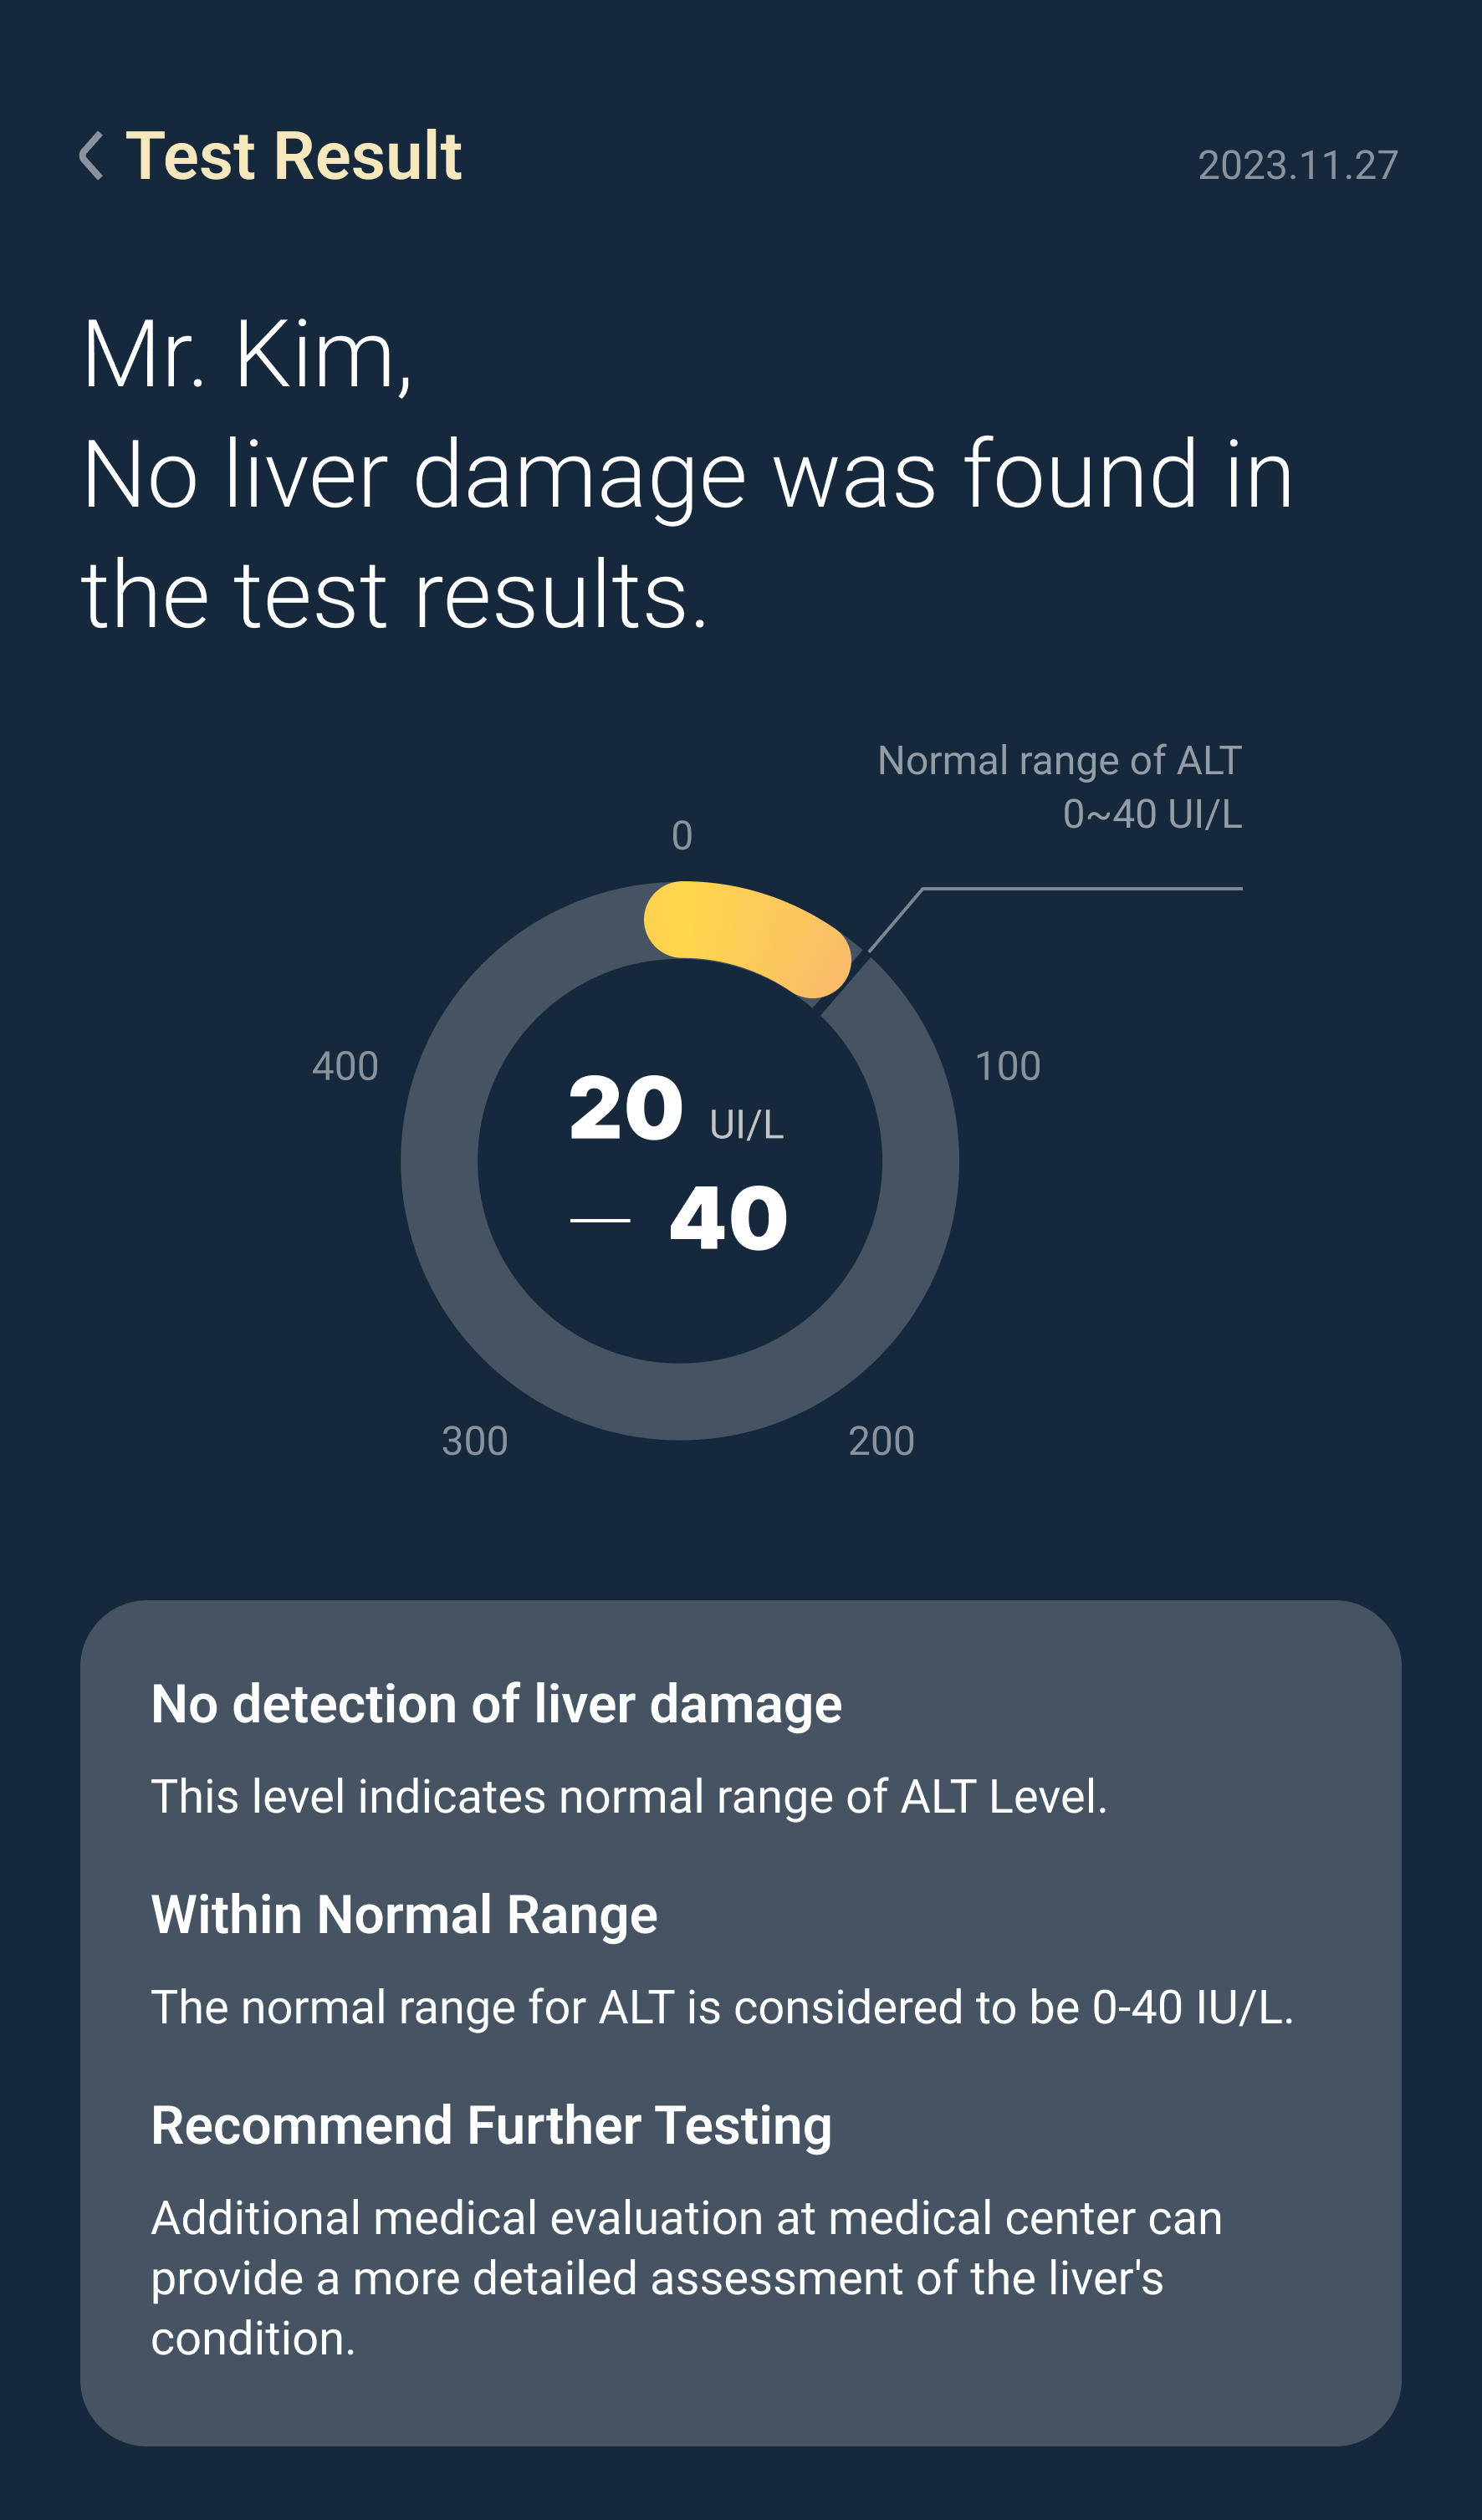 Test Result
2023.11.27
Mr. Kim,
No liver damage was found in
the test results.
Normal range of ALT
0~40 UI/L
0
400
100
20 UI/L
— 40
300
200
No detection of liver damage
This level indicates normal range of ALT Level.
Within Normal Range
The normal range for ALT is considered to be 0-40 IU/L.
Recommend Further Testing
Additional medical evaluation at medical center can
provide a more detailed assessment of the liver's
condition.